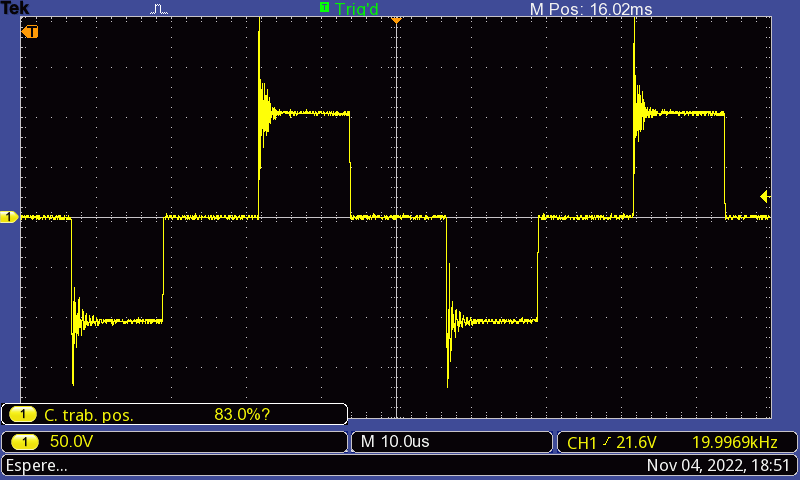 Tek T Trig'd M Pos: 16.02ms
T
1
1 C. trab. pos. 83.0%?
1 50.0V M 10.0us CH1 21.6V 19.9969kHz
Espere... Nov 04, 2022, 18:51